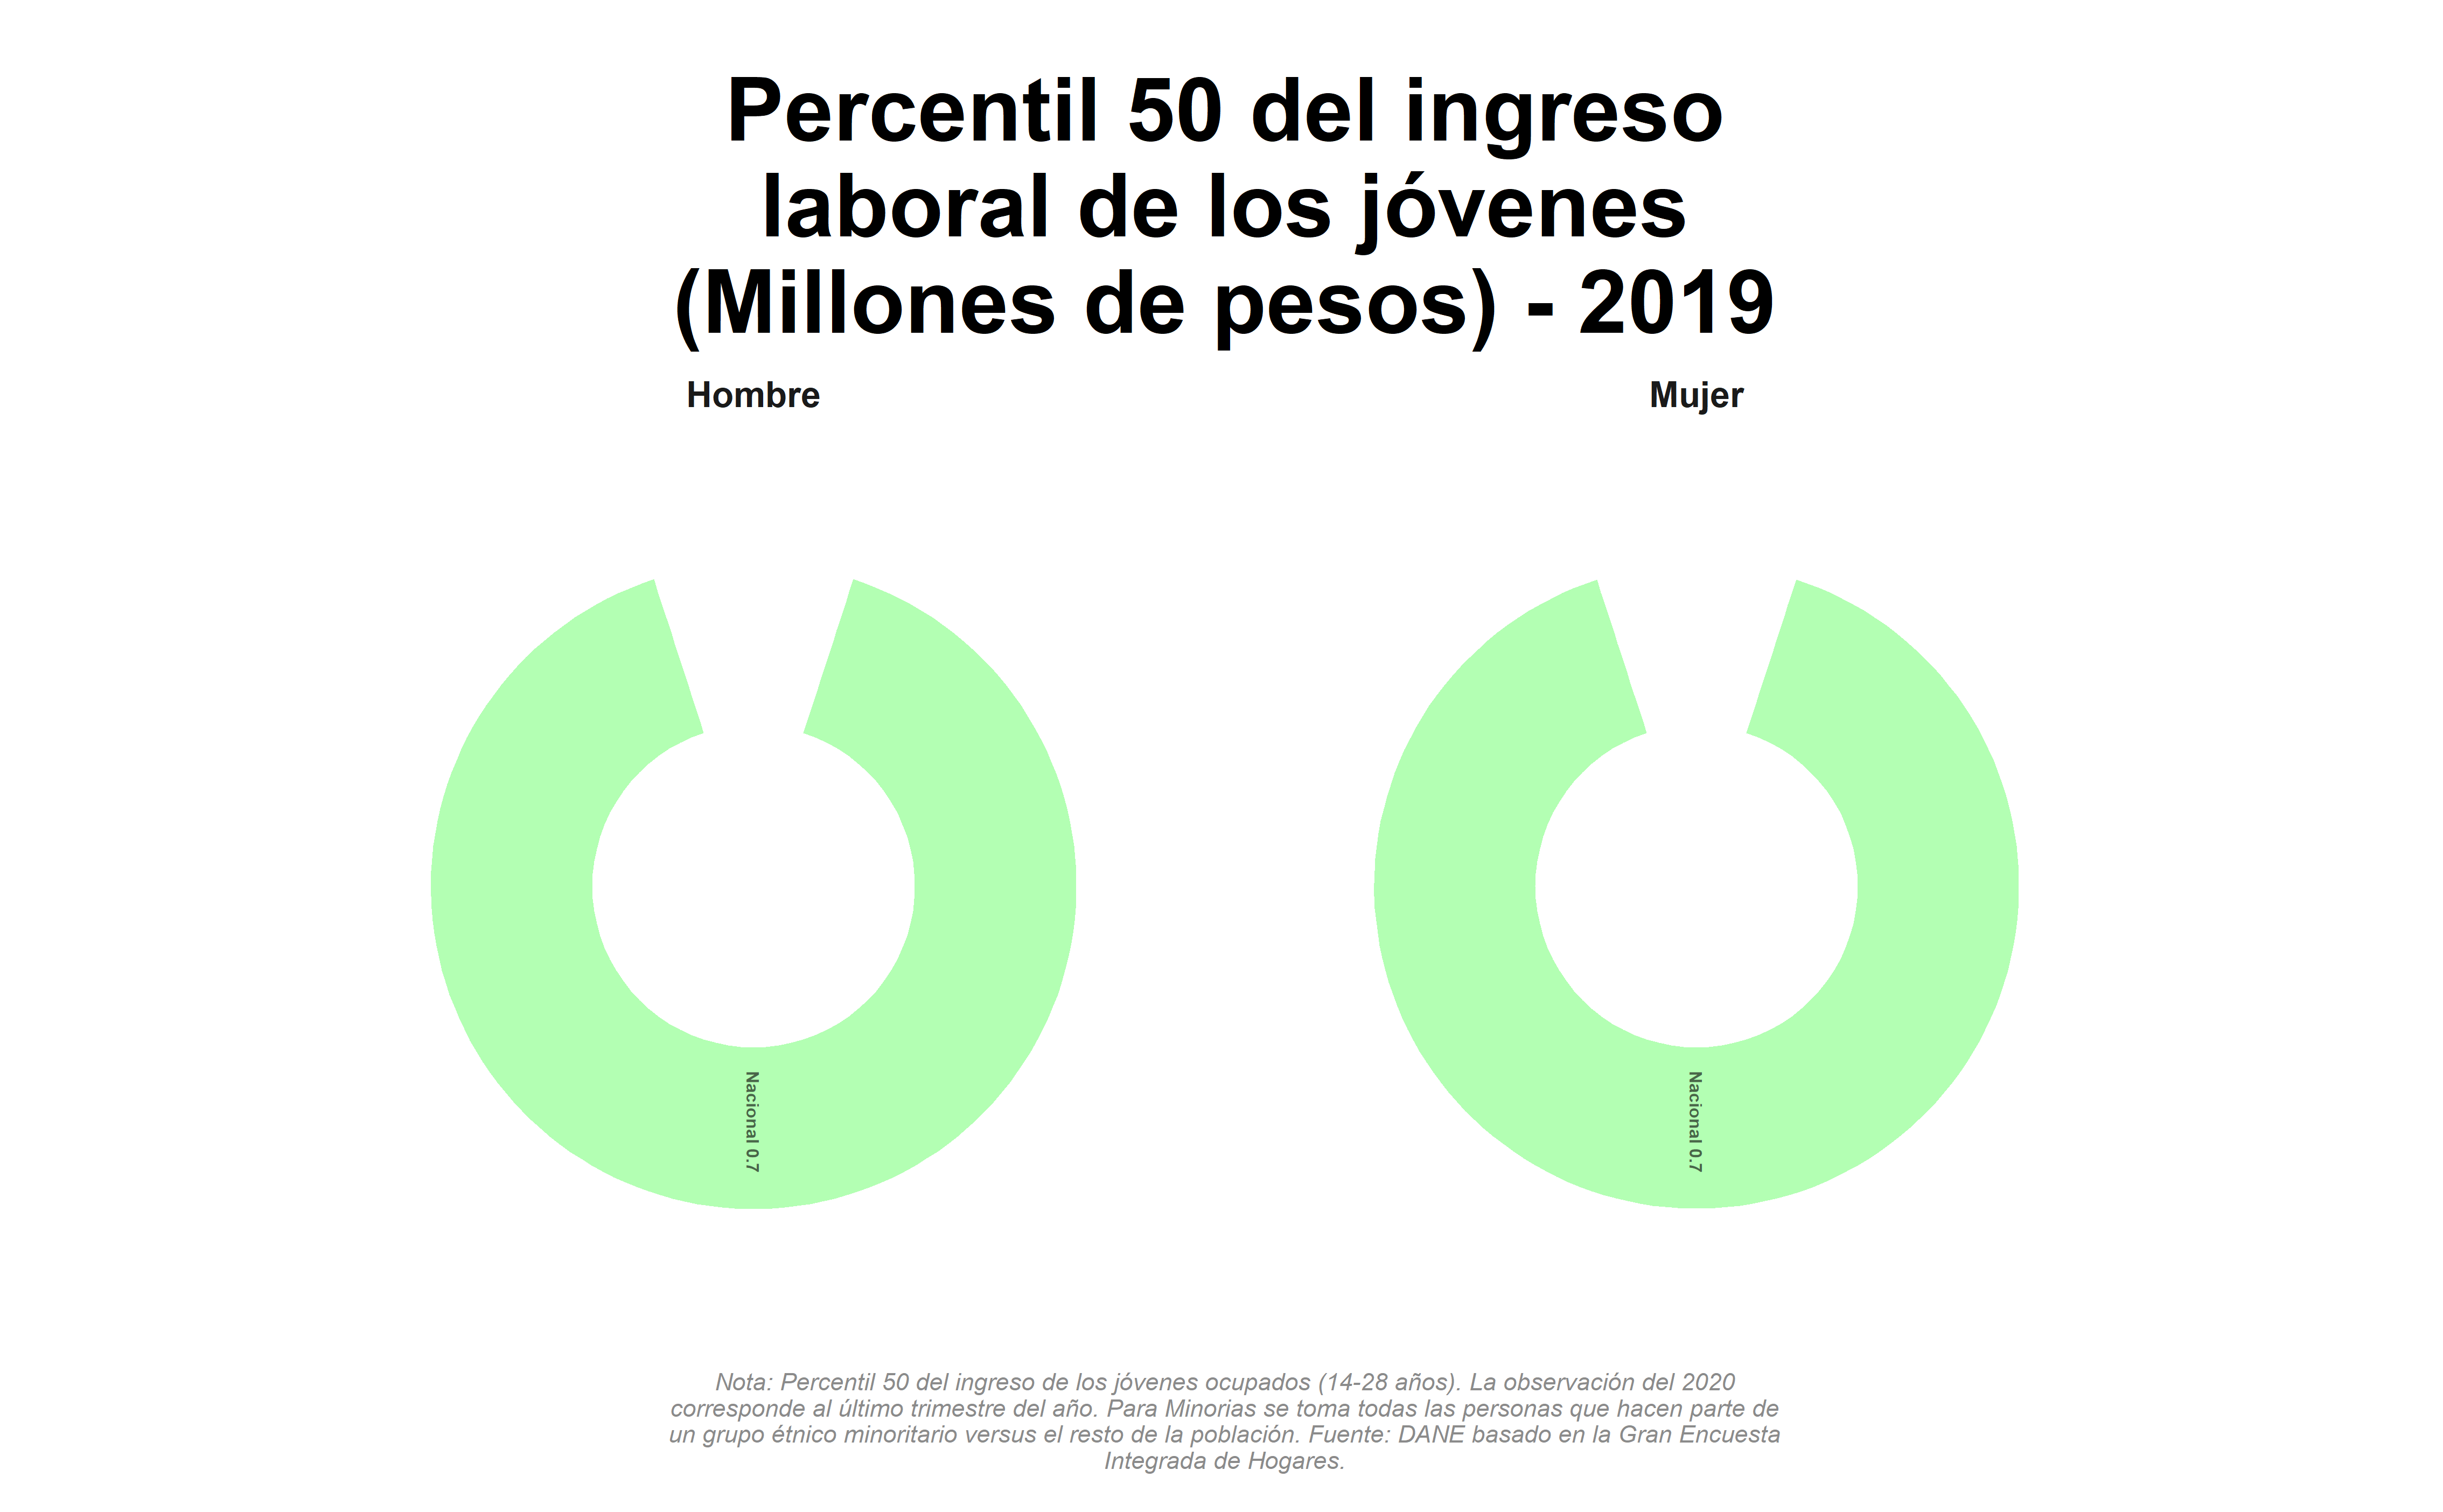 Percentil 50 del ingreso
laboral de los jóvenes
(Millones de pesos) - 2019
Hombre
Mujer
Nacional 0.7
Nacional 0.7
Nota: Percentil 50 del ingreso de los jóvenes ocupados (14-28 años). La observación del 2020
corresponde al último trimestre del año. Para Minorias se toma todas las personas que hacen parte de
un grupo étnico minoritario versus el resto de la población. Fuente: DANE basado en la Gran Encuesta
Integrada de Hogares.